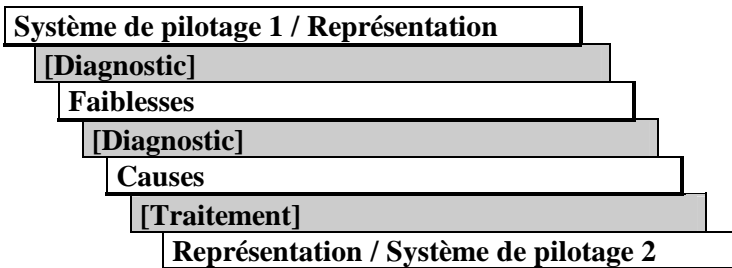 Système de pilotage 1 / Représentation
[Diagnostic]
Faiblesses
[Diagnostic]
Causes
[Traitement]
Représentation / Système de pilotage 2